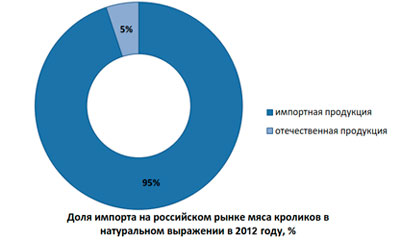 5%
импортная продукция
отечественная продукция
95%
Доля импорта на российском рынке мяса кроликов в
натуральном выражении в 2012 году, %